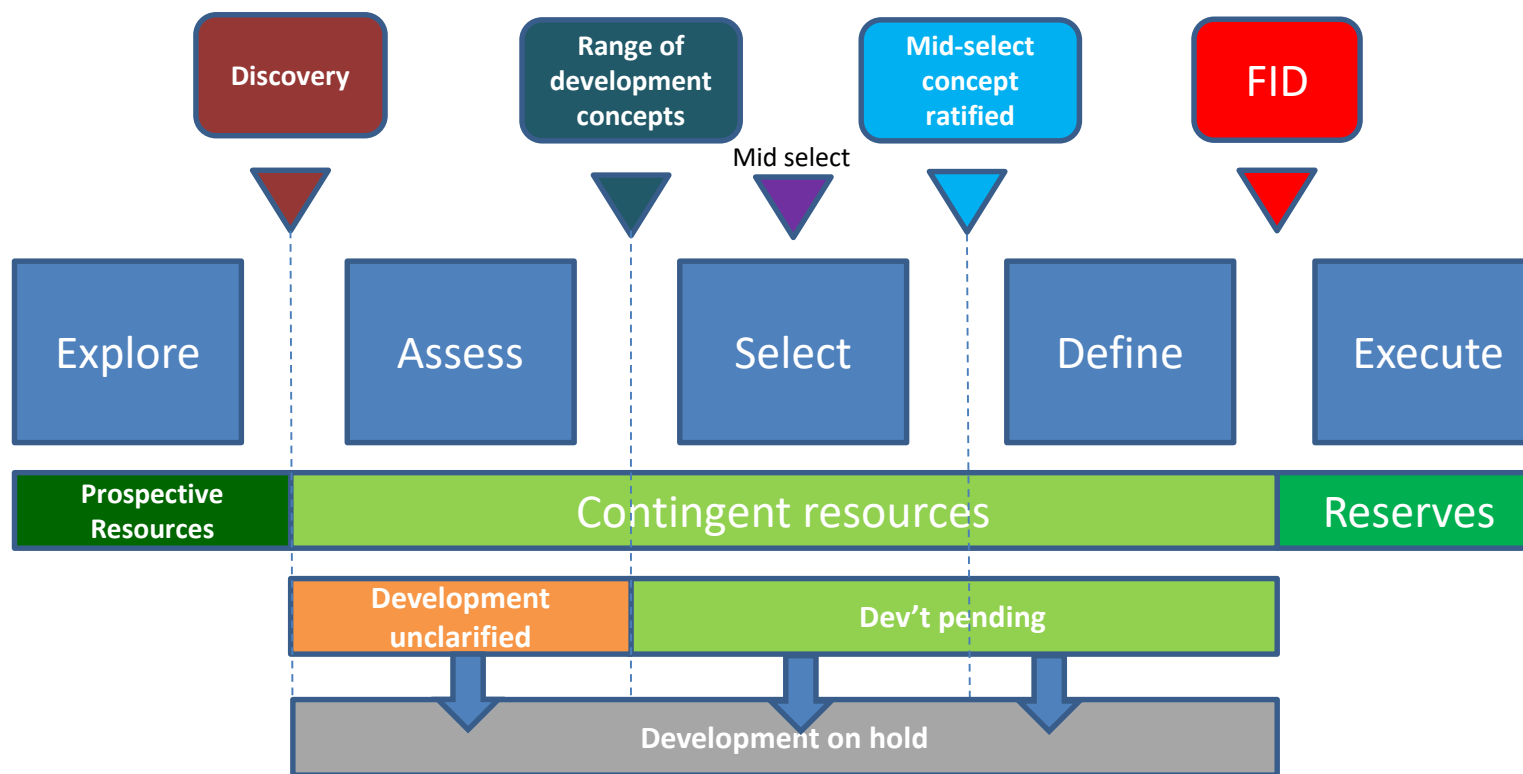 Discovery
Range of
development
concepts
Mid-select
concept
ratified
FID
Mid select
Explore
Assess
Select
Define
Execute
Prospective
Resources
Contingent resources
Reserves
Development
unclarified
Dev’t pending
Development on hold